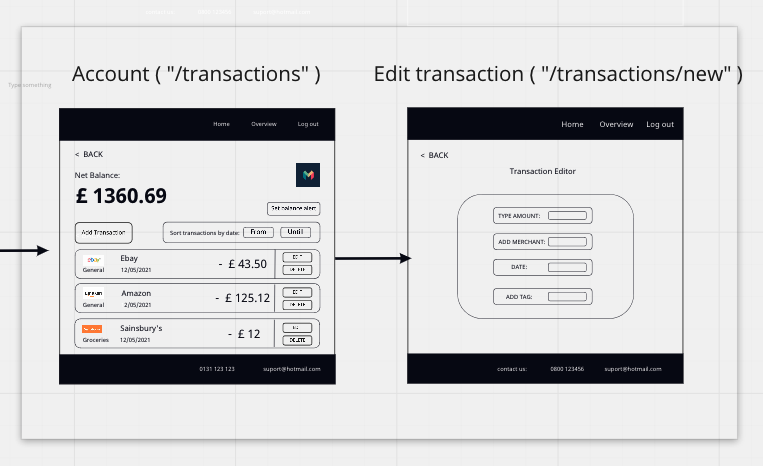 Type something
Account ( "/transactions" )
Home Overview Log out
< BACK
Net Balance:
£ 1360.69
Set balance alert
Add Transaction
Sort transactions by date: From Untill
ebay Ebay - £ 43.50 EDIT
General 12/05/2021 DELETE
Amazon - £ 125.12 EDIT
General 2/05/2021 DELETE
Sainsbury's - £ 12
Groceries 12/05/2021 DELETE
0131 123 123 suport@hotmail.com
Edit transaction ( "/transactions/new" )
Home Overview Log out
< BACK
Transaction Editor
TYPE AMOUNT:
ADD MERCHANT:
DATE:
ADD TAG:
contact us: 0800 123456 suport@hotmail.com